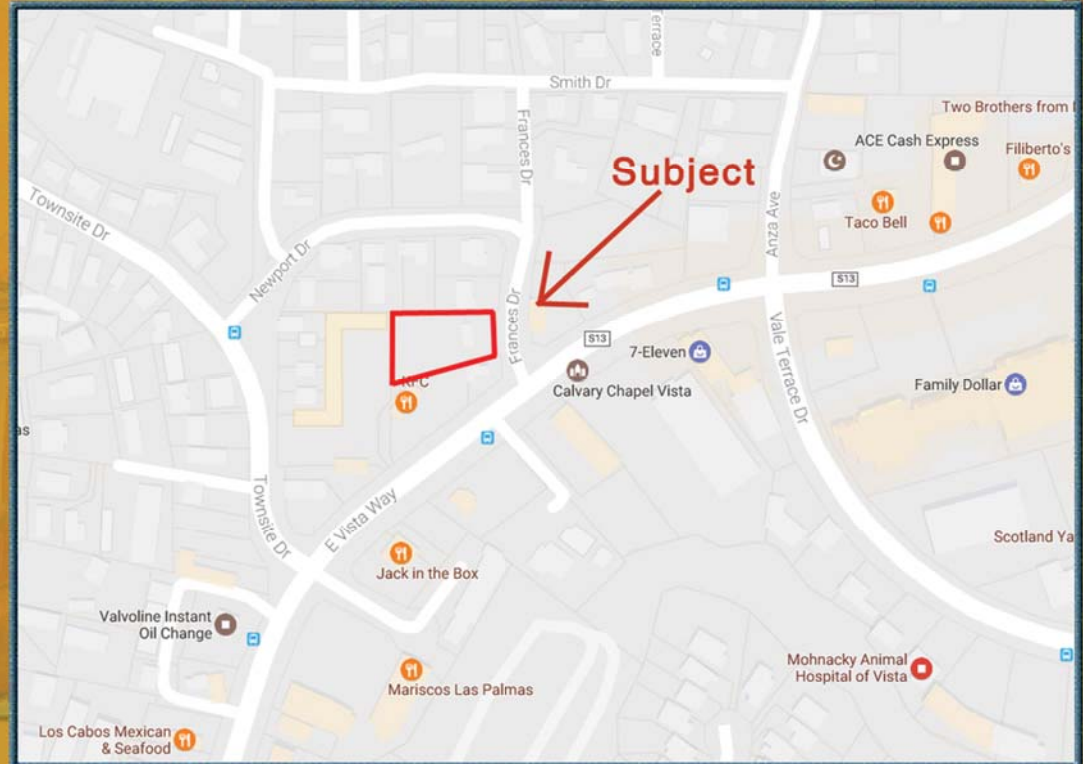 Terrace
Smith Dr
Two Brothers from
Frances Dr
ACE Cash Express
Filiberto's
Subject
Townsite Dr
Taco Bell
Anza Ave
Newport Dr
S13
Frances Dr
S13
7-Eleven
KFC
Calvary Chapel Vista
Family Dollar
Vale Terrace Dr
as
Townsite Dr
E Vista Way
Scotland Ya
Jack in the Box
Valvoline Instant
Oil Change
Mohnacky Animal
Hospital of Vista
Mariscos Las Palmas
Los Cabos Mexican
& Seafood